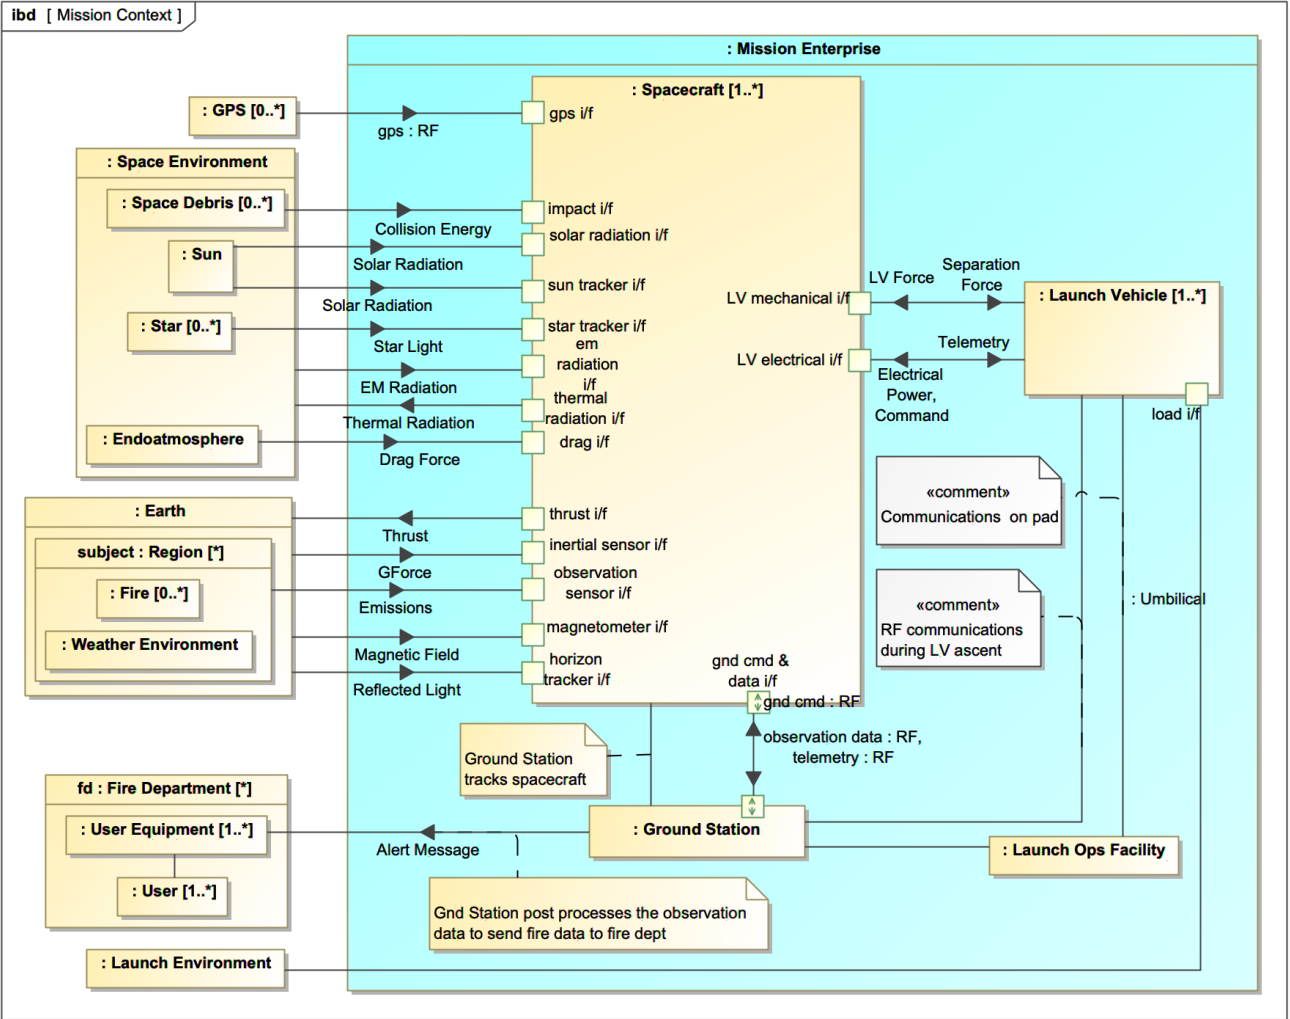 ibd [ Mission Context ]
: Mission Enterprise
: Spacecraft [1..*]
: GPS [0..*]
gps : RF
gps i/f
: Space Environment
: Space Debris [0..*]
Collision Energy
impact i/f
: Sun
Solar Radiation
solar radiation i/f
Solar Radiation
sun tracker i/f
: Star [0..*]
Star Light
star tracker i/f
EM Radiation
em
radiation
i/f
Thermal Radiation
thermal
radiation i/f
: Endoatmosphere
Drag Force
drag i/f
LV mechanical i/f
LV Force
Separation
Force
: Launch Vehicle [1..*]
LV electrical i/f
Telemetry
Electrical
Power,
Command
load i/f
: Earth
Thrust
thrust i/f
subject : Region [*]
: Fire [0..*]
: Weather Environment
GForce
inertial sensor i/f
Emissions
observation
sensor i/f
Magnetic Field
magnetometer i/f
Reflected Light
horizon
tracker i/f
«comment»
Communications on pad
«comment»
RF communications
during LV ascent
: Umbilical
gnd cmd &
data i/f
gnd cmd : RF
observation data : RF,
telemetry : RF
Ground Station
tracks spacecraft
fd : Fire Department [*]
: User Equipment [1..*]
: User [1..*]
Alert Message
: Ground Station
: Launch Ops Facility
Gnd Station post processes the observation
data to send fire data to fire dept
: Launch Environment